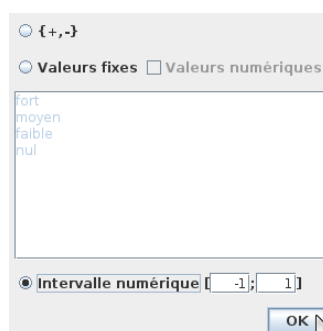 {+,-}
Valeurs fixes Valeurs numériques
fort
moyen
faible
nul
Intervalle numérique [ -1 ; 1 ]
OK